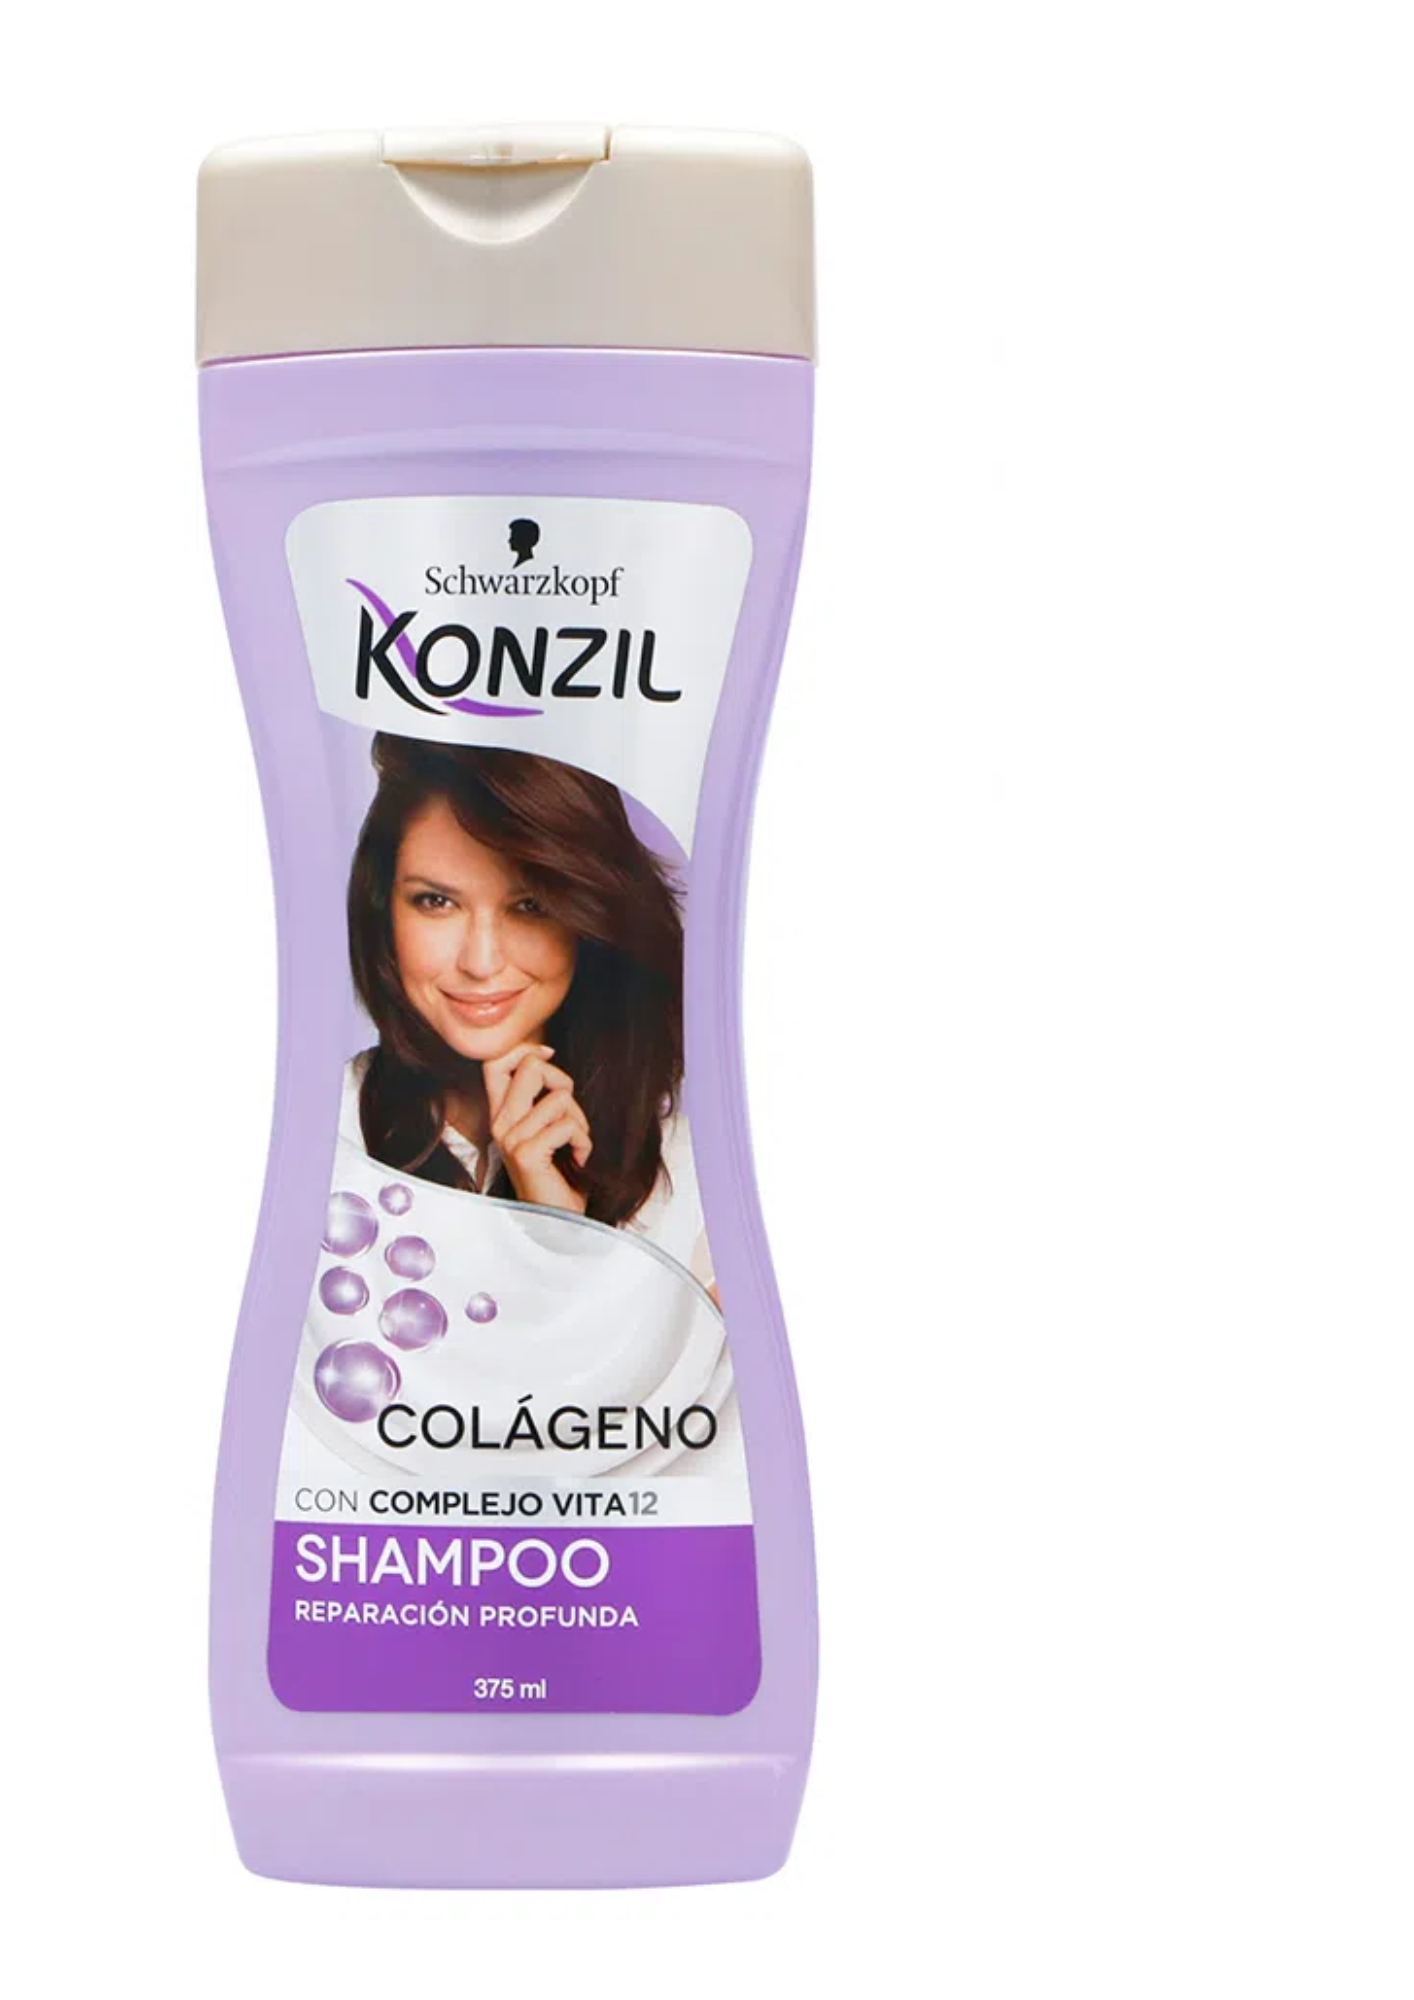 Schwarzkopf
KONZIL
COLÁGENO
CON COMPLEJO VITA12
SHAMPOO
REPARACIÓN PROFUNDA
375 ml